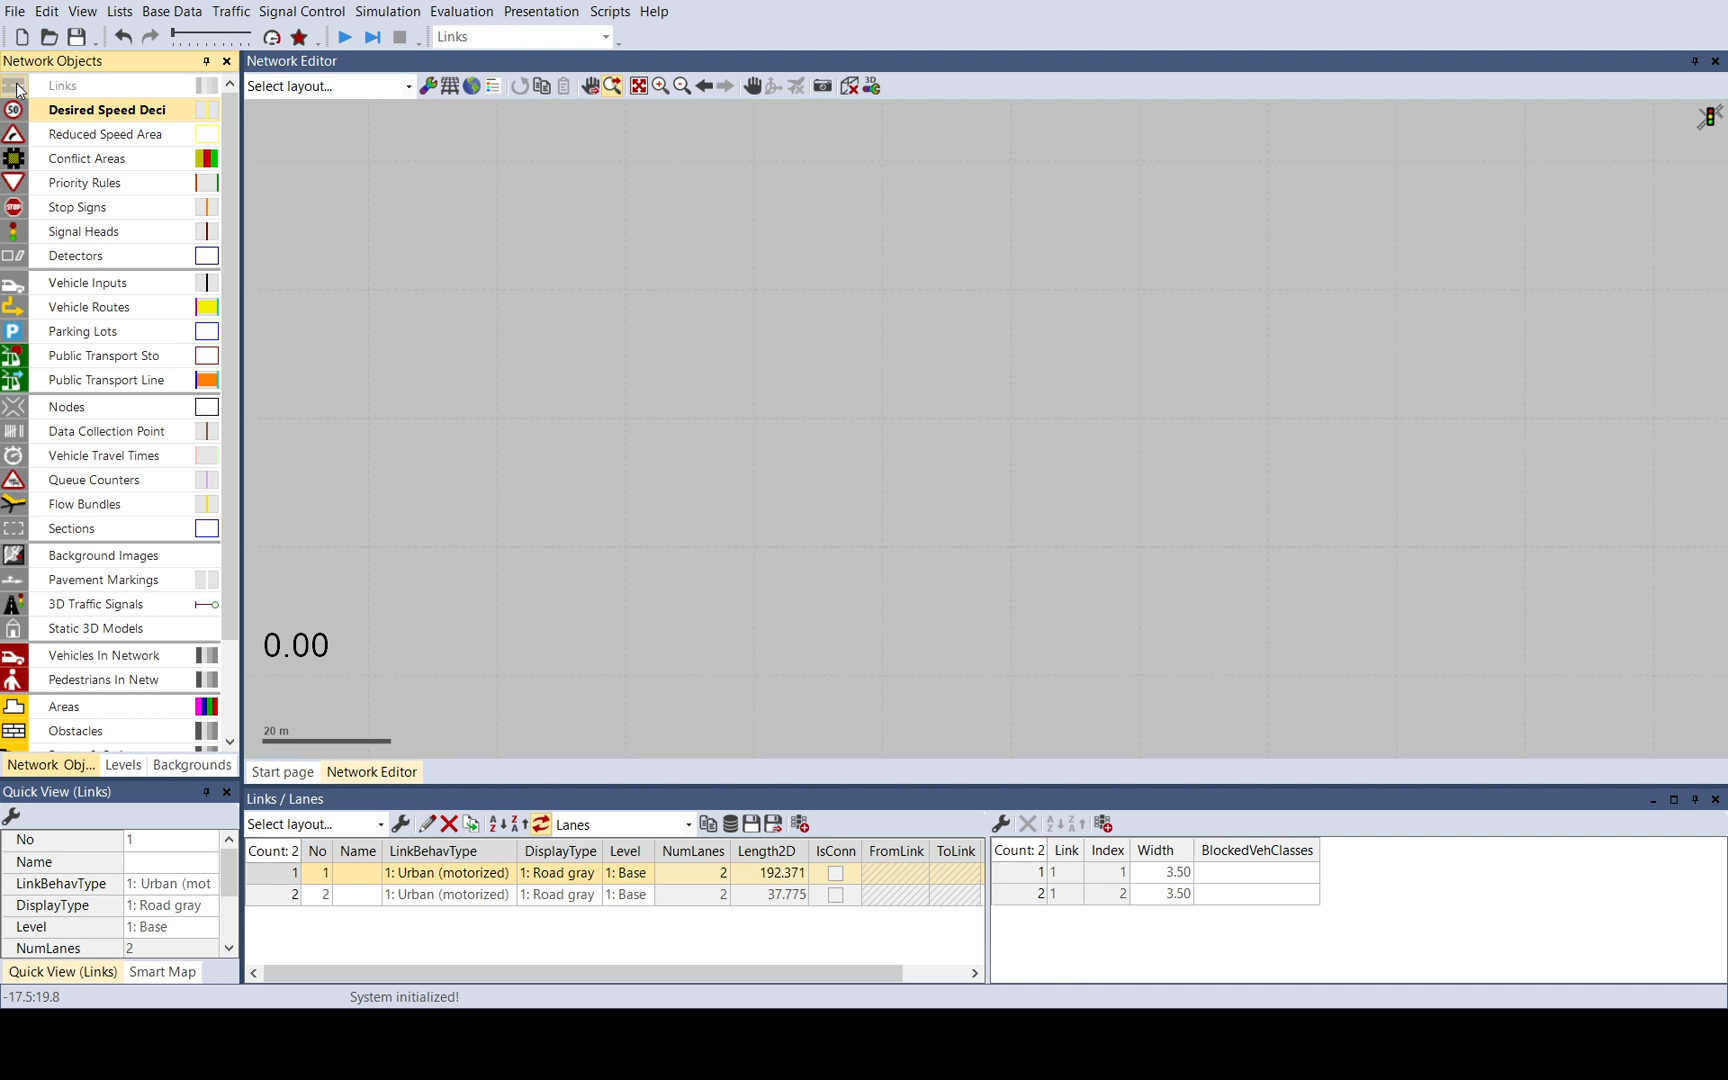 File Edit View Lists Base Data Traffic Signal Control Simulation Evaluation Presentation Scripts Help
Links
Network Objects
Network Editor
Links
Select layout...
3D
50
Desired Speed Deci
Reduced Speed Area
Conflict Areas
Priority Rules
STOP
Stop Signs
Signal Heads
Detectors
Vehicle Inputs
Vehicle Routes
P
Parking Lots
Public Transport Sto
Public Transport Line
Nodes
Data Collection Point
Vehicle Travel Times
Queue Counters
Flow Bundles
Sections
Background Images
Pavement Markings
3D Traffic Signals
Static 3D Models
0.00
Vehicles In Network
Pedestrians In Netw
Areas
Obstacles
20 m
Network Obj... Levels Backgrounds
Start page Network Editor
Quick View (Links)
No 1
Name
LinkBehavType 1: Urban (mot
DisplayType 1: Road gray
Level 1: Base
NumLanes 2
Quick View (Links) Smart Map
Links / Lanes
Select layout... Lanes
Count: 2 No Name LinkBehavType DisplayType Level NumLanes Length2D IsConn FromLink ToLink
1 1 1: Urban (motorized) 1: Road gray 1: Base 2 192.371
2 2 1: Urban (motorized) 1: Road gray 1: Base 2 37.775
Count: 2 Link Index Width BlockedVehClasses
1 1 1 3.50
2 1 2 3.50
-17.5:19.8 System initialized!